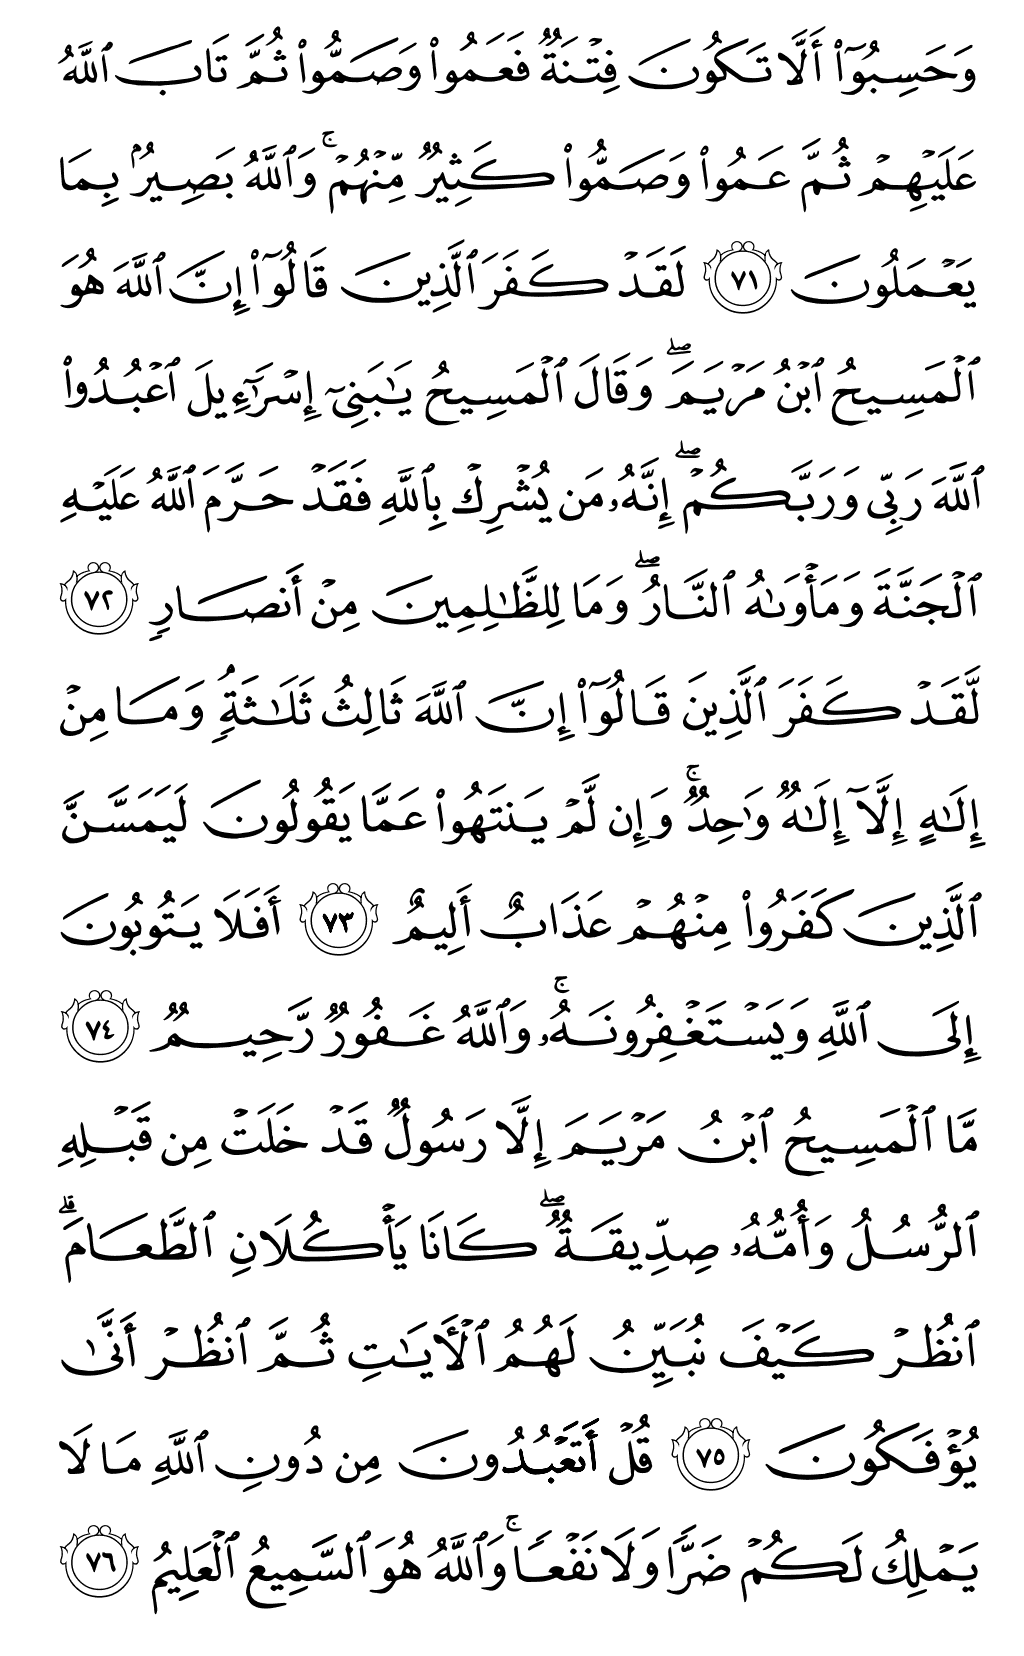 وَحَسِبُوٓا۟ أَلَّا تَكُونَ فِتْنَةٌ فَعَمُوا۟ وَصَمُّوا۟ ثُمَّ تَابَ ٱللَّهُ
عَلَيْهِمْ ثُمَّ عَمُوا۟ وَصَمُّوا۟ كَثِيرٌ مِّنْهُمْ ۚ وَٱللَّهُ بَصِيرٌۢ بِمَا
يَعْمَلُونَ ٧١ لَقَدْ كَفَرَ ٱلَّذِينَ قَالُوٓا۟ إِنَّ ٱللَّهَ هُوَ
ٱلْمَسِيحُ ٱبْنُ مَرْيَمَ ۖ وَقَالَ ٱلْمَسِيحُ يَـٰبَنِىٓ إِسْرَٰٓءِيلَ ٱعْبُدُوا۟
ٱللَّهَ رَبِّى وَرَبَّكُمْ ۖ إِنَّهُۥ مَن يُشْرِكْ بِٱللَّهِ فَقَدْ حَرَّمَ ٱللَّهُ عَلَيْهِ
ٱلْجَنَّةَ وَمَأْوَىٰهُ ٱلنَّارُ ۖ وَمَا لِلظَّـٰلِمِينَ مِنْ أَنصَارٍ ٧٢
لَّقَدْ كَفَرَ ٱلَّذِينَ قَالُوٓا۟ إِنَّ ٱللَّهَ ثَالِثُ ثَلَـٰثَةٍۢ وَمَا مِنْ
إِلَـٰهٍ إِلَّآ إِلَـٰهٌ وَٰحِدٌ ۚ وَإِن لَّمْ يَنتَهُوا۟ عَمَّا يَقُولُونَ لَيَمَسَّنَّ
ٱلَّذِينَ كَفَرُوا۟ مِنْهُمْ عَذَابٌ أَلِيمٌ ٧٣ أَفَلَا يَتُوبُونَ
إِلَى ٱللَّهِ وَيَسْتَغْفِرُونَهُۥ ۚ وَٱللَّهُ غَفُورٌ رَّحِيمٌ ٧٤
مَّا ٱلْمَسِيحُ ٱبْنُ مَرْيَمَ إِلَّا رَسُولٌ قَدْ خَلَتْ مِن قَبْلِهِ
ٱلرُّسُلُ وَأُمُّهُۥ صِدِّيقَةٌ ۖ كَانَا يَأْكُلَانِ ٱلطَّعَامَ ۗ
ٱنظُرْ كَيْفَ نُبَيِّنُ لَهُمُ ٱلْـَٔايَـٰتِ ثُمَّ ٱنظُرْ أَنَّىٰ
يُؤْفَكُونَ ٧٥ قُلْ أَتَعْبُدُونَ مِن دُونِ ٱللَّهِ مَا لَا
يَمْلِكُ لَكُمْ ضَرًّا وَلَا نَفْعًا ۚ وَٱللَّهُ هُوَ ٱلسَّمِيعُ ٱلْعَلِيمُ ٧٦